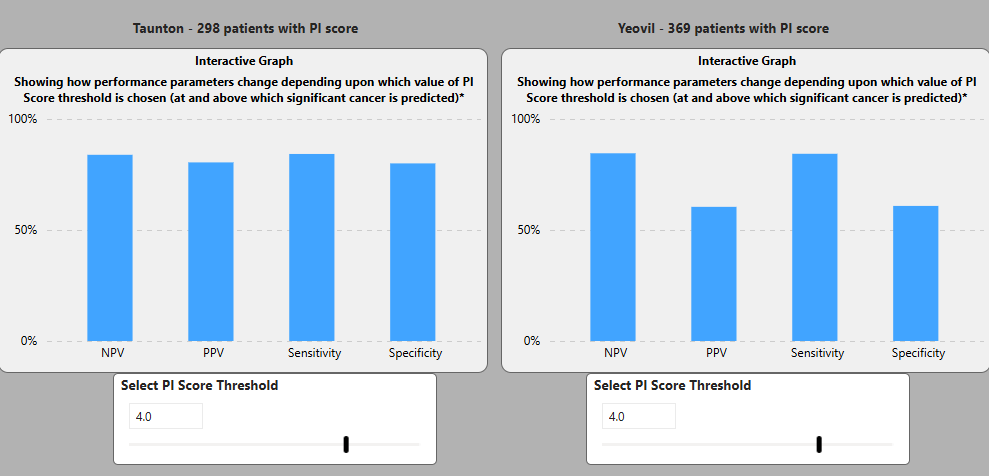 Taunton - 298 patients with PI score
Interactive Graph
Showing how performance parameters change depending upon which value of PI
Score threshold is chosen (at and above which significant cancer is predicted)*
100%
50%
0%
NPV
PPV
Sensitivity
Specificity
Select PI Score Threshold
4.0
Yeovil - 369 patients with PI score
Interactive Graph
Showing how performance parameters change depending upon which value of PI
Score threshold is chosen (at and above which significant cancer is predicted)*
100%
50%
0%
NPV
PPV
Sensitivity
Specificity
Select PI Score Threshold
4.0